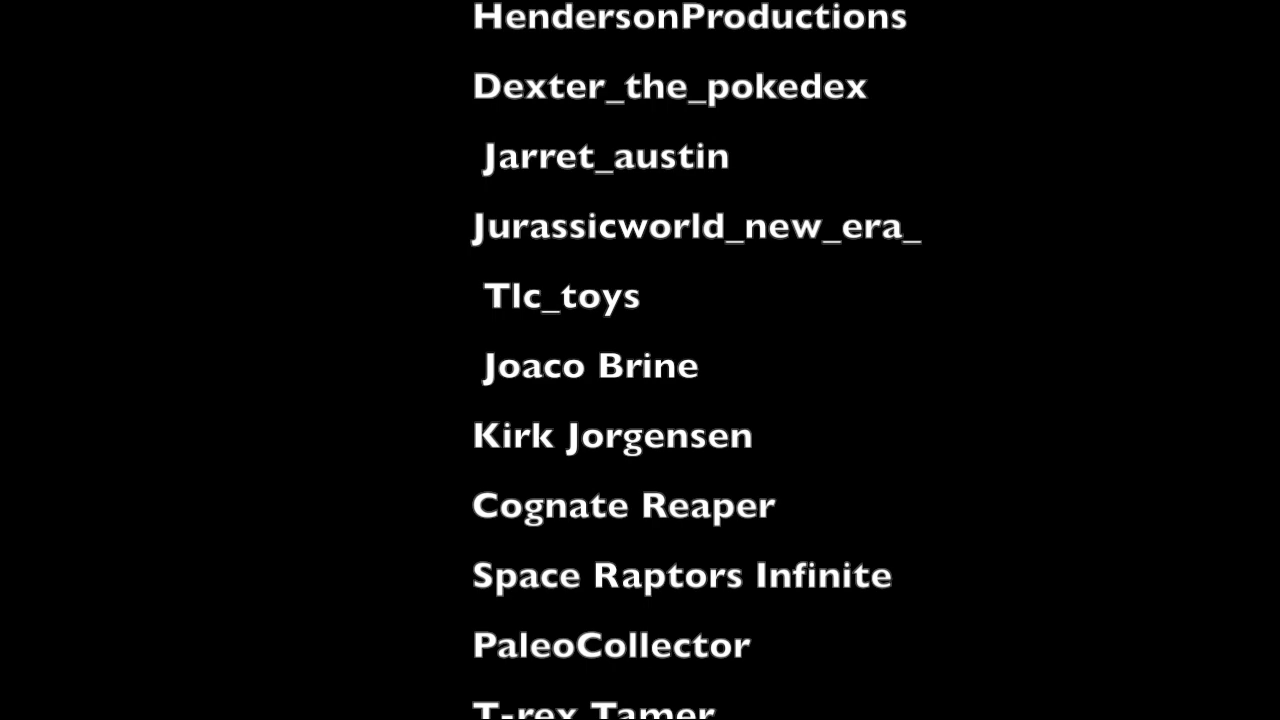 HendersonProductions
Dexter_the_pokedex
Jarret_austin
Jurassicworld_new_era_
Tlc_toys
Joaco Brine
Kirk Jorgensen
Cognate Reaper
Space Raptors Infinite
PaleoCollector
T-rex Tamer